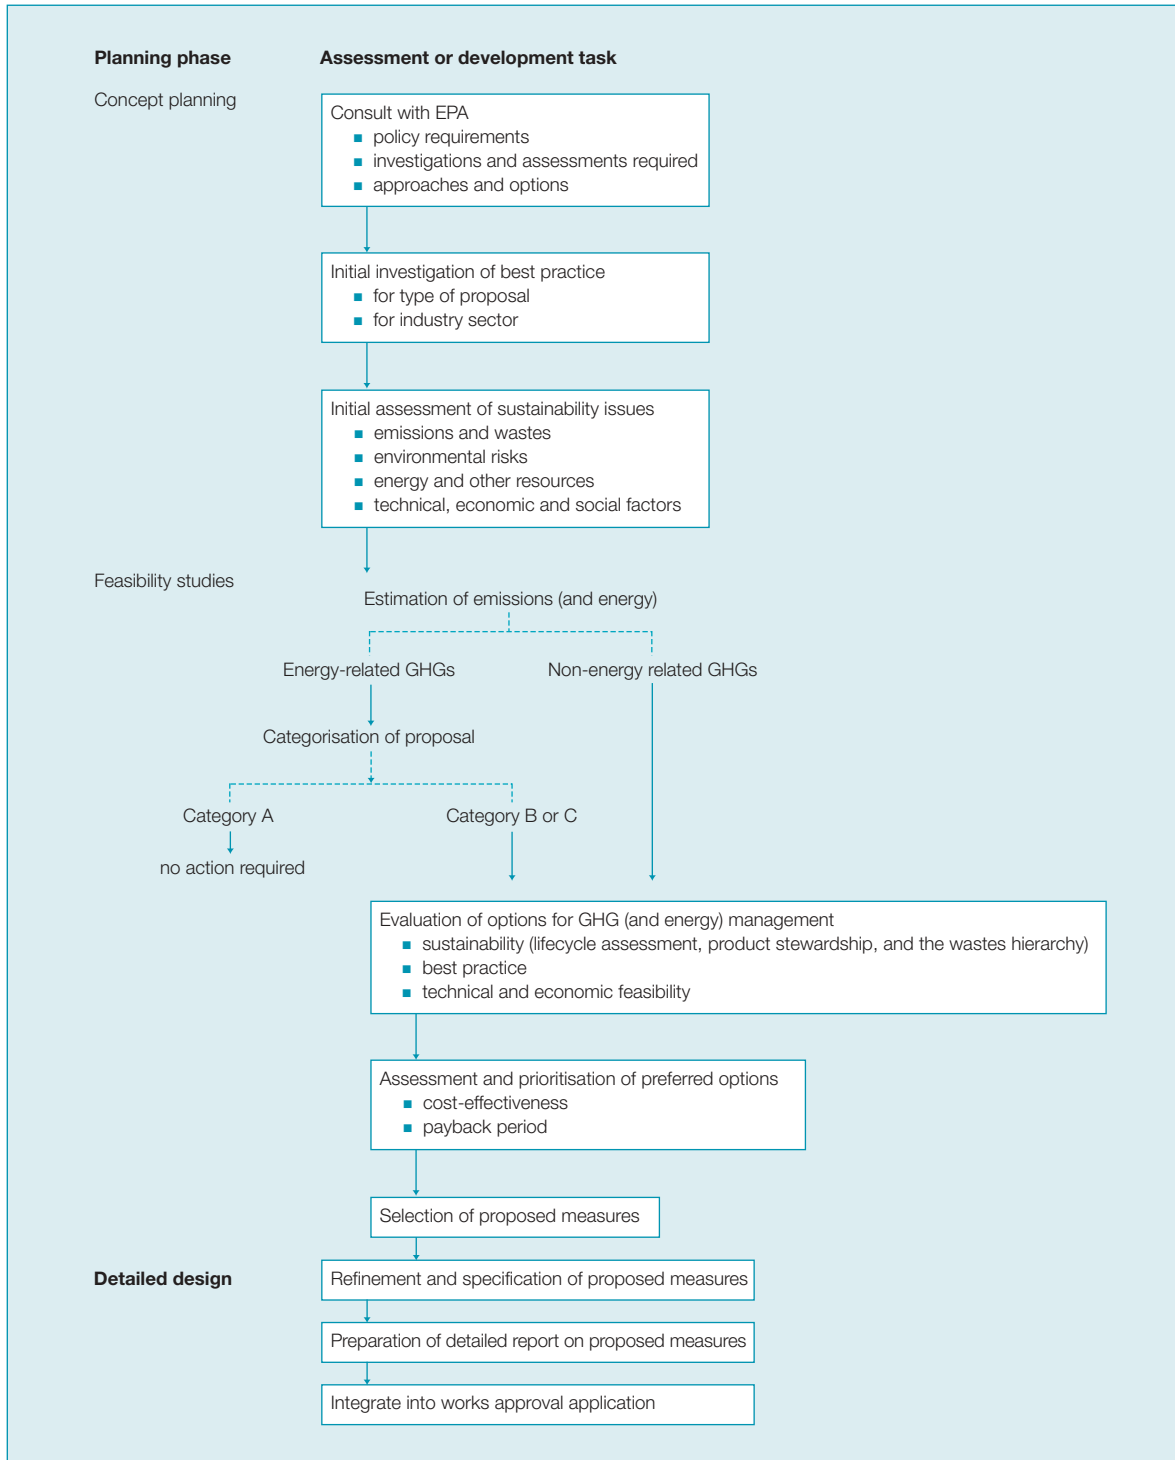 Planning phase
Assessment or development task
Concept planning
Consult with EPA
■ policy requirements
■ investigations and assessments required
■ approaches and options
Initial investigation of best practice
■ for type of proposal
■ for industry sector
Initial assessment of sustainability issues
■ emissions and wastes
■ environmental risks
■ energy and other resources
■ technical, economic and social factors
Feasibility studies
Estimation of emissions (and energy)
Energy-related GHGs
Non-energy related GHGs
Categorisation of proposal
Category A
Category B or C
no action required
Evaluation of options for GHG (and energy) management
■ sustainability (lifecycle assessment, product stewardship, and the wastes hierarchy)
■ best practice
■ technical and economic feasibility
Assessment and prioritisation of preferred options
■ cost-effectiveness
■ payback period
Selection of proposed measures
Detailed design
Refinement and specification of proposed measures
Preparation of detailed report on proposed measures
Integrate into works approval application